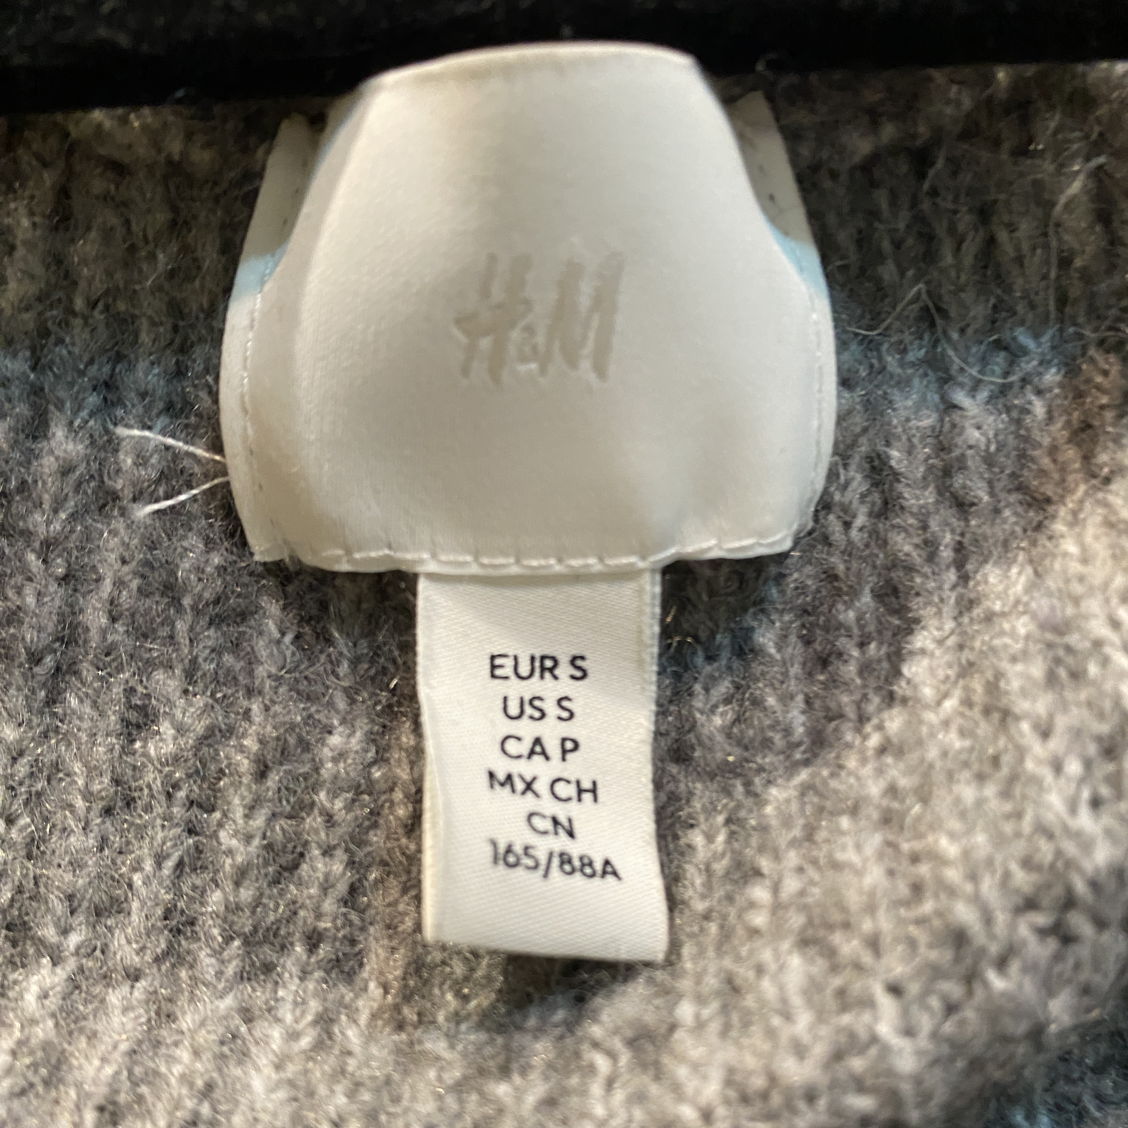 H&M
EUR S
US S
CA P
MX CH
CN
165/88A